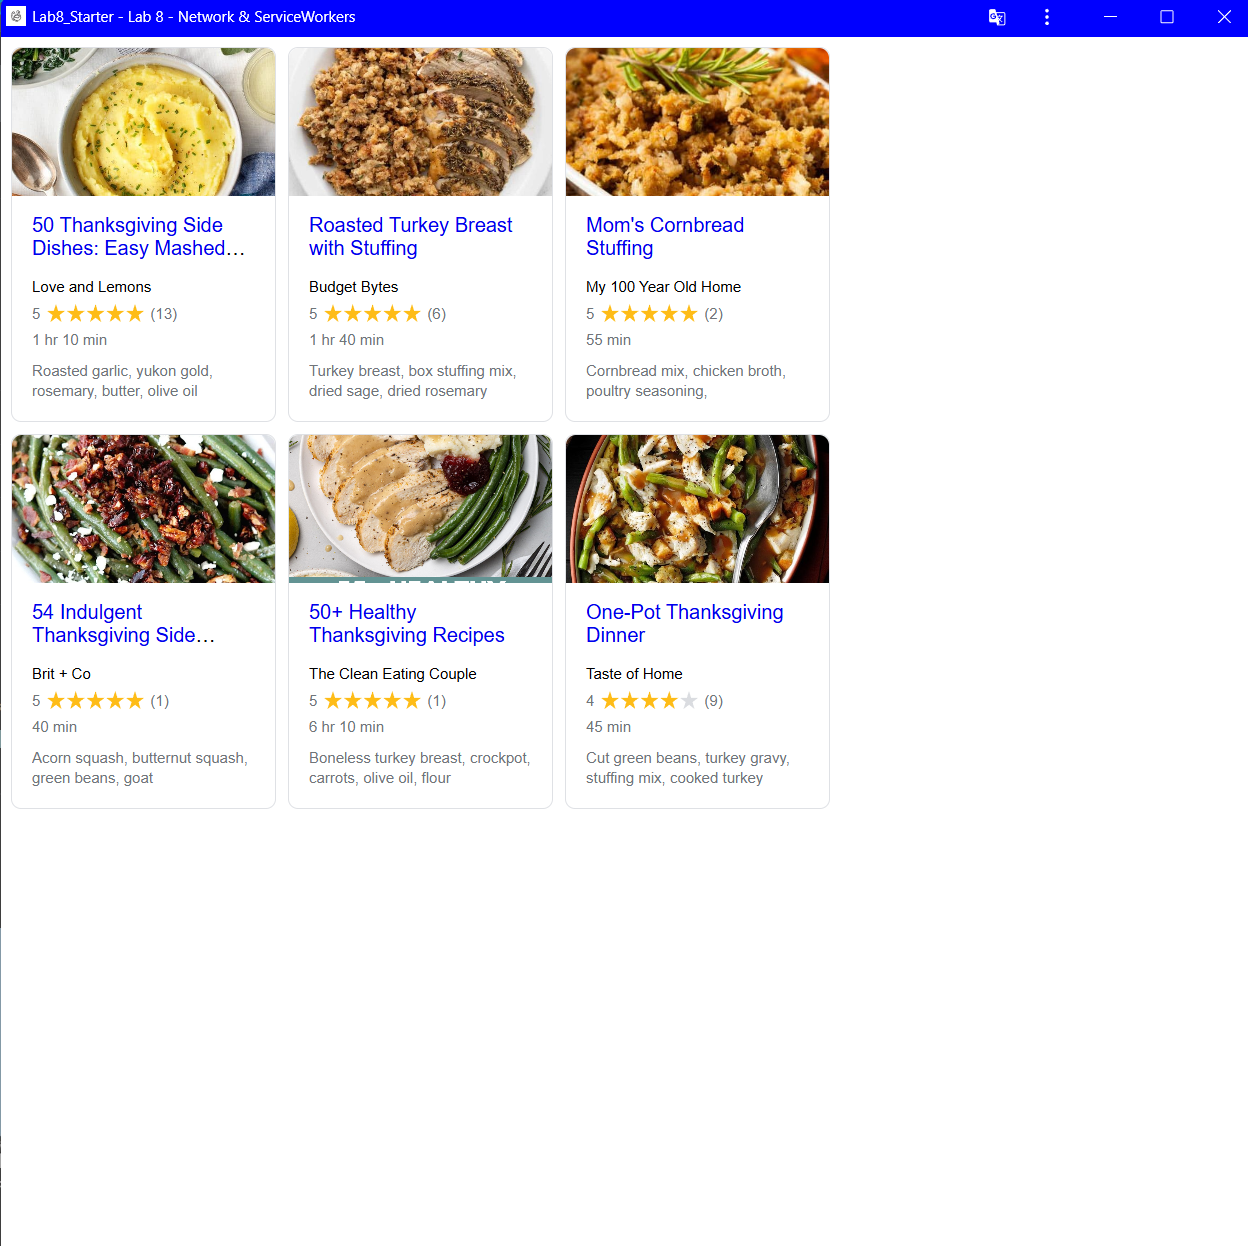 Lab8_Starter - Lab 8 - Network & ServiceWorkers
50 Thanksgiving Side
Dishes: Easy Mashed…
Love and Lemons
5 ★★★★★ (13)
1 hr 10 min
Roasted garlic, yukon gold,
rosemary, butter, olive oil
Roasted Turkey Breast
with Stuffing
Budget Bytes
5 ★★★★★ (6)
1 hr 40 min
Turkey breast, box stuffing mix,
dried sage, dried rosemary
Mom's Cornbread
Stuffing
My 100 Year Old Home
5 ★★★★★ (2)
55 min
Cornbread mix, chicken broth,
poultry seasoning,
54 Indulgent
Thanksgiving Side…
Brit + Co
5 ★★★★★ (1)
40 min
Acorn squash, butternut squash,
green beans, goat
50+ Healthy
Thanksgiving Recipes
The Clean Eating Couple
5 ★★★★★ (1)
6 hr 10 min
Boneless turkey breast, crockpot,
carrots, olive oil, flour
One-Pot Thanksgiving
Dinner
Taste of Home
4 ★★★★★ (9)
45 min
Cut green beans, turkey gravy,
stuffing mix, cooked turkey